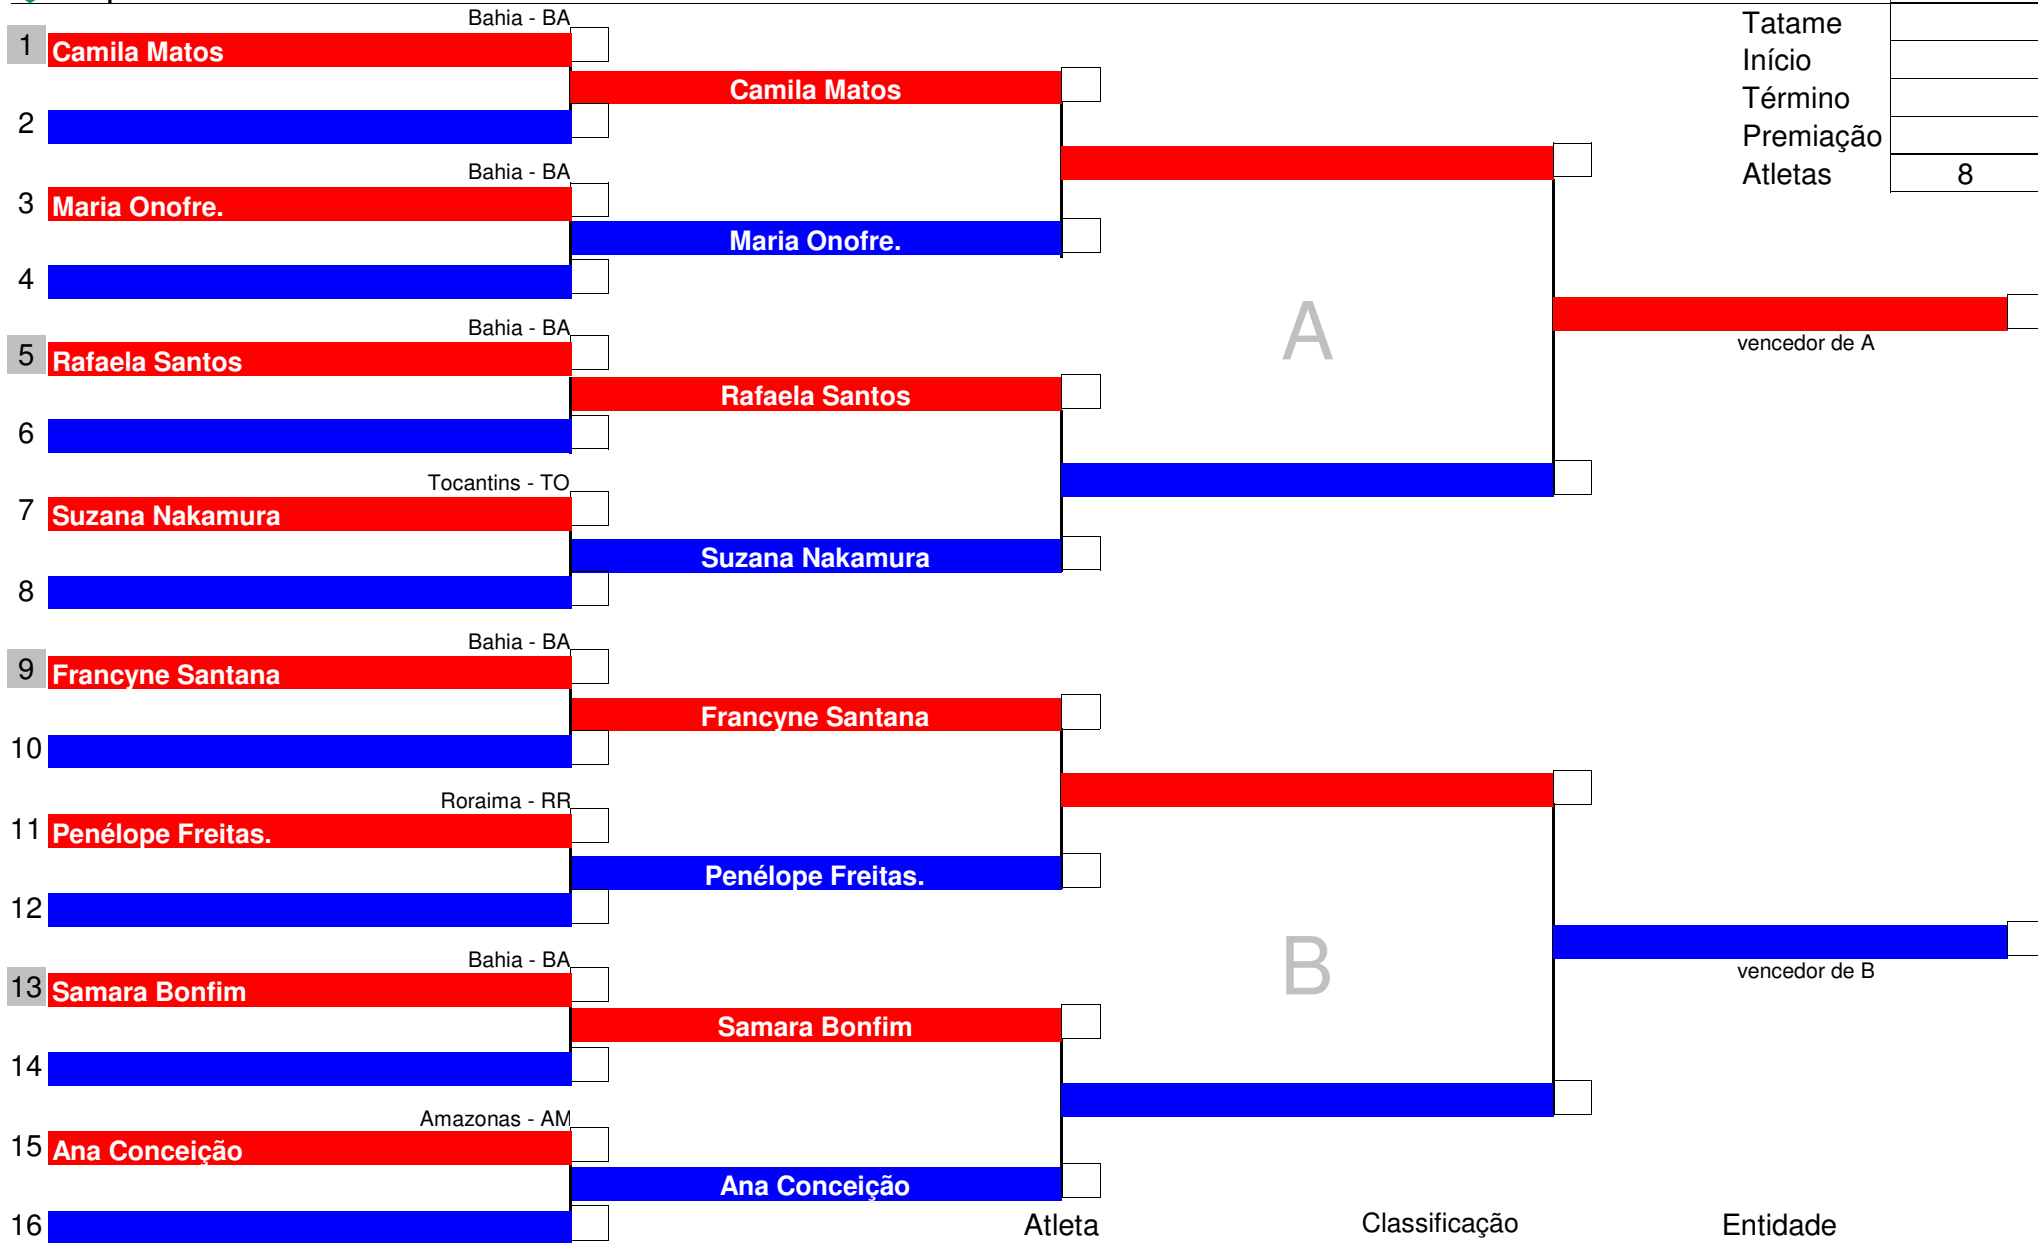 Bahia - BA
1 Camila Matos
Camila Matos
2
Bahia - BA
3 Maria Onofre.
Maria Onofre.
4
Bahia - BA
5 Rafaela Santos
Rafaela Santos
6
Tocantins - TO
7 Suzana Nakamura
Suzana Nakamura
8
Bahia - BA
9 Francyne Santana
Francyne Santana
10
Roraima - RR
11 Penélope Freitas.
Penélope Freitas.
12
Bahia - BA
13 Samara Bonfim
Samara Bonfim
14
Amazonas - AM
15 Ana Conceição
Ana Conceição
16
A
vencedor de A
B
vencedor de B
Tatame
Início
Término
Premiação
Atletas 8
Atleta Classificação Entidade